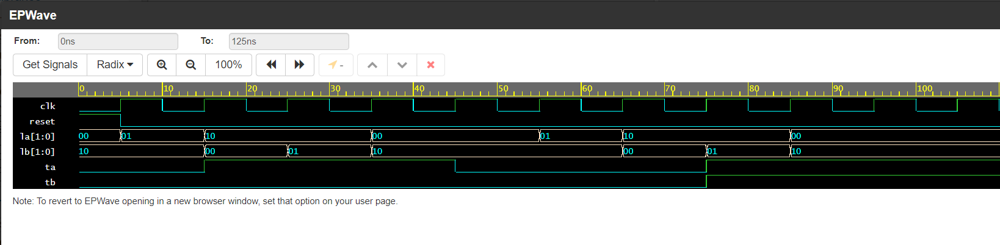 EPWave
From: 0ns To: 125ns
Get Signals Radix 100% -
0 10 20 30 40 50 60 70 80 90 100
clk
reset
la[1:0] 00 01 10 00 01 10 00
lb[1:0] 10 00 01 10 00 01 10
ta
tb
Note: To revert to EPWave opening in a new browser window, set that option on your user page.